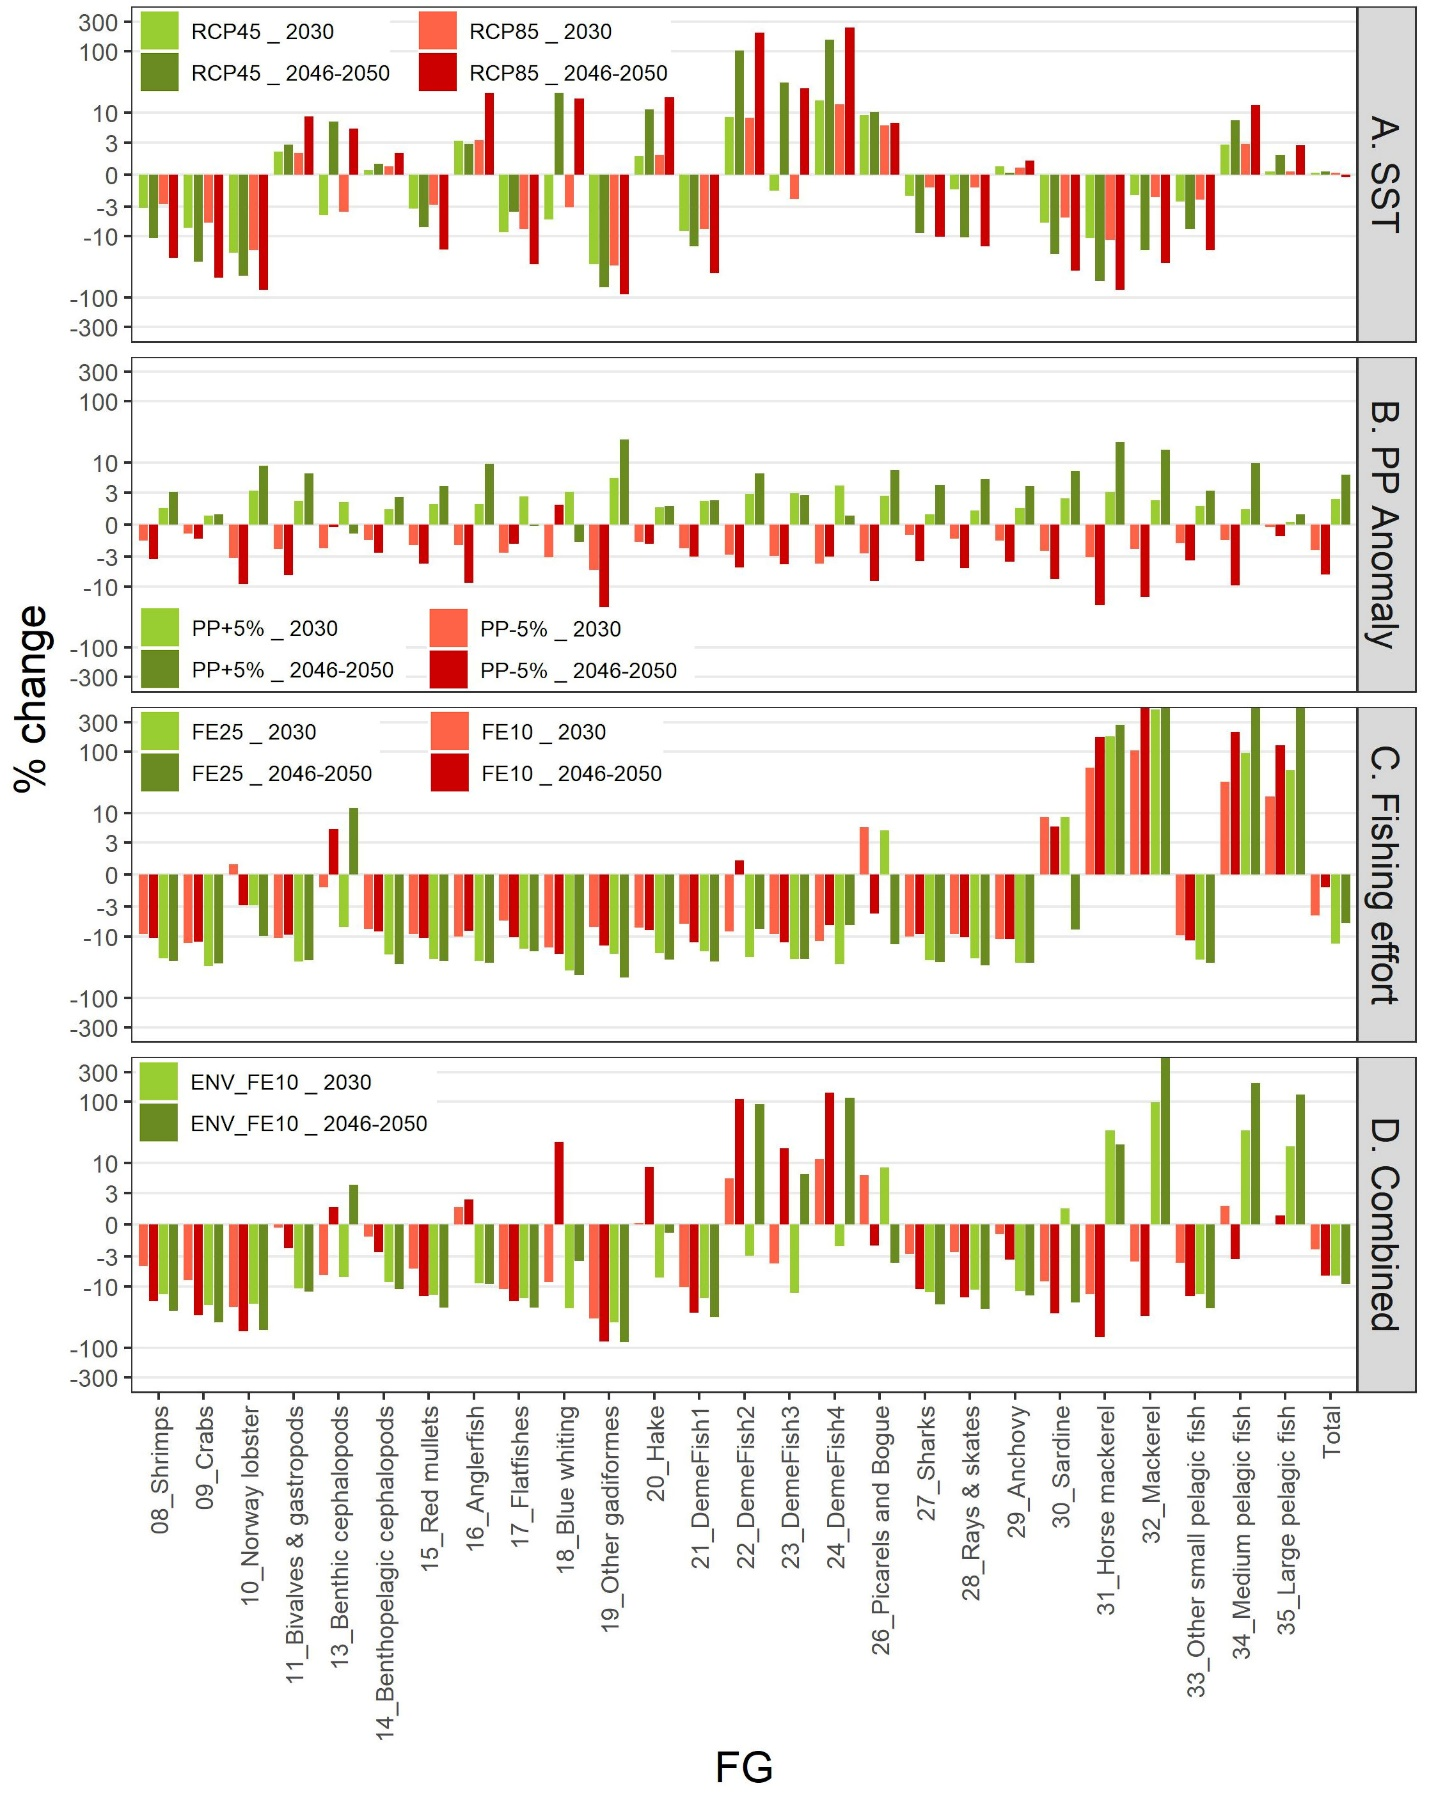 300
100
10
3
0
-3
-10
-100
-300
RCP45 _ 2030
RCP85 _ 2030
RCP45 _ 2046-2050
RCP85 _ 2046-2050
A. SST
300
100
10
3
0
-3
-10
-100
-300
PP+5% _ 2030
PP-5% _ 2030
PP+5% _ 2046-2050
PP-5% _ 2046-2050
B. PP Anomaly
% change
300
100
10
3
0
-3
-10
-100
-300
FE25 _ 2030
FE10 _ 2030
FE25 _ 2046-2050
FE10 _ 2046-2050
C. Fishing effort
300
100
10
3
0
-3
-10
-100
-300
ENV_FE10 _ 2030
ENV_FE10 _ 2046-2050
D. Combined
08_Shrimps
09_Crabs
10_Norway lobster
11_Bivalves & gastropods
13_Benthic cephalopods
14_Benthopelagic cephalopods
15_Red mullets
16_Anglerfish
17_Flatfishes
18_Blue whiting
19_Other gadiformes
20_Hake
21_DemeFish1
22_DemeFish2
23_DemeFish3
24_DemeFish4
26_Picarels and Bogue
27_Sharks
28_Rays & skates
29_Anchovy
30_Sardine
31_Horse mackerel
32_Mackerel
33_Other small pelagic fish
34_Medium pelagic fish
35_Large pelagic fish
Total
FG